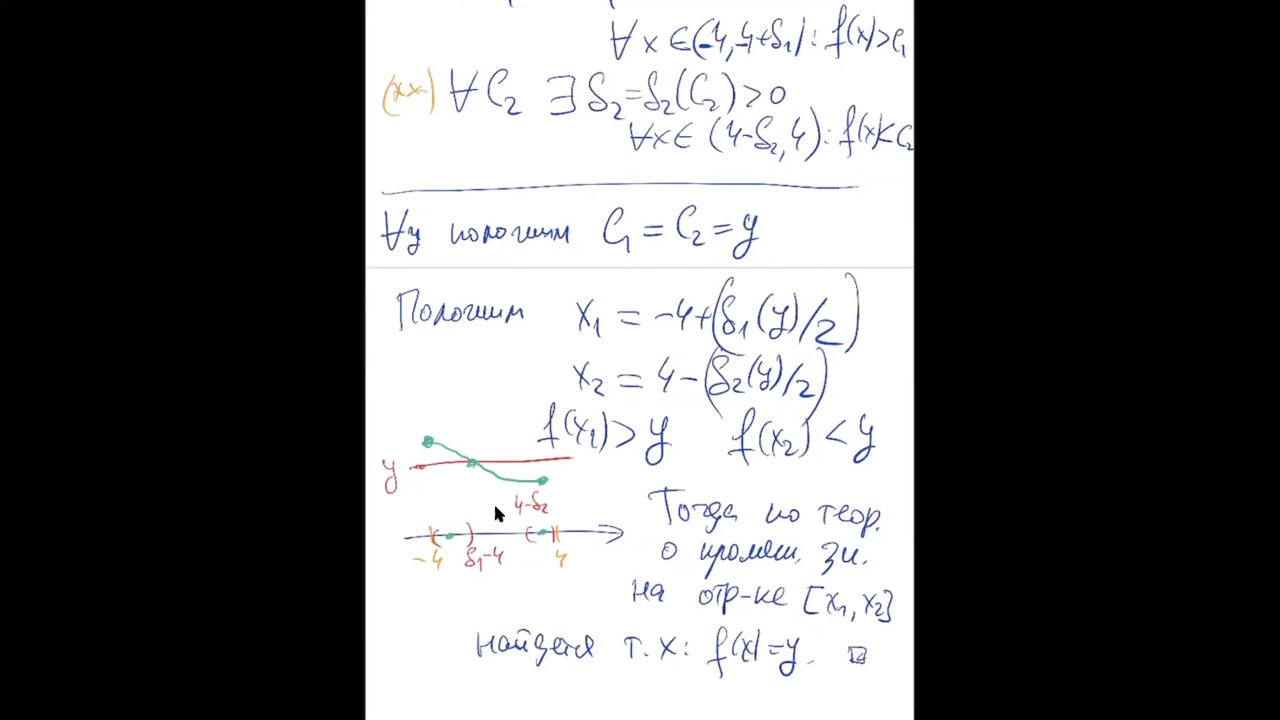 ∀ x ∈ (-4, -4+δ₁): f(x)>C₁
(**) ∀ C₂ ∃ δ₂=δ₂(C₂)>0
∀x∈ (4-δ₂, 4): f(x)<C₂
∀y положим C₁ = C₂ = y
Положим x₁ = -4+(δ₁(y)/2)
x₂ = 4-(δ₂(y)/2)
f(x₁)>y f(x₂)<y
y
4-δ₂
-4 δ₁-4 4
Тогда по теор.
о промеж. зн.
на отр-ке [x₁, x₂]
найдется т. x: f(x)=y.